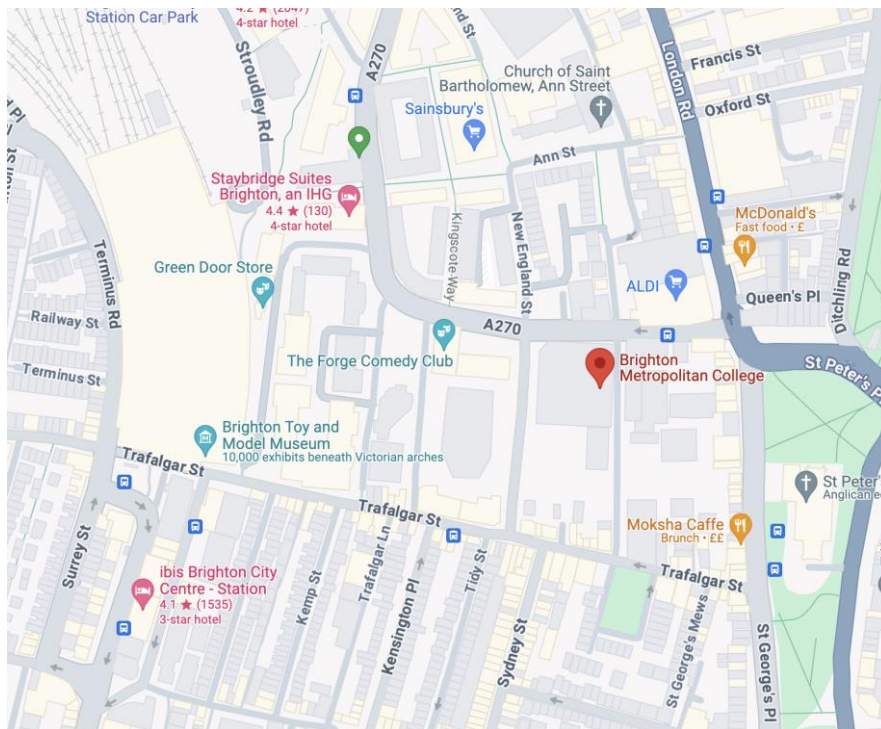 Station Car Park
4-star hotel
Stroudley Rd
A270
London Rd
Francis St
Church of Saint
Bartholomew, Ann Street
Oxford St
Sainsbury's
Ann St
Staybridge Suites
Brighton, an IHG
4.4 ★ (130)
4-star hotel
Kingscote Way
New England St
McDonald's
Fast food · £
Ditchling Rd
Terminus Rd
Green Door Store
ALDI
Queen's Pl
Railway St
A270
The Forge Comedy Club
Brighton
Metropolitan College
St Peter's Pl
Terminus St
Brighton Toy and
Model Museum
10,000 exhibits beneath Victorian arches
Trafalgar St
Trafalgar St
St Peter's
Anglican
Moksha Caffe
Brunch · ££
Surrey St
ibis Brighton City
Centre - Station
4.1 ★ (1535)
3-star hotel
Kemp St
Trafalgar Ln
Kensington Pl
Tidy St
Sydney St
Trafalgar St
St George's Mews
St George's Pl